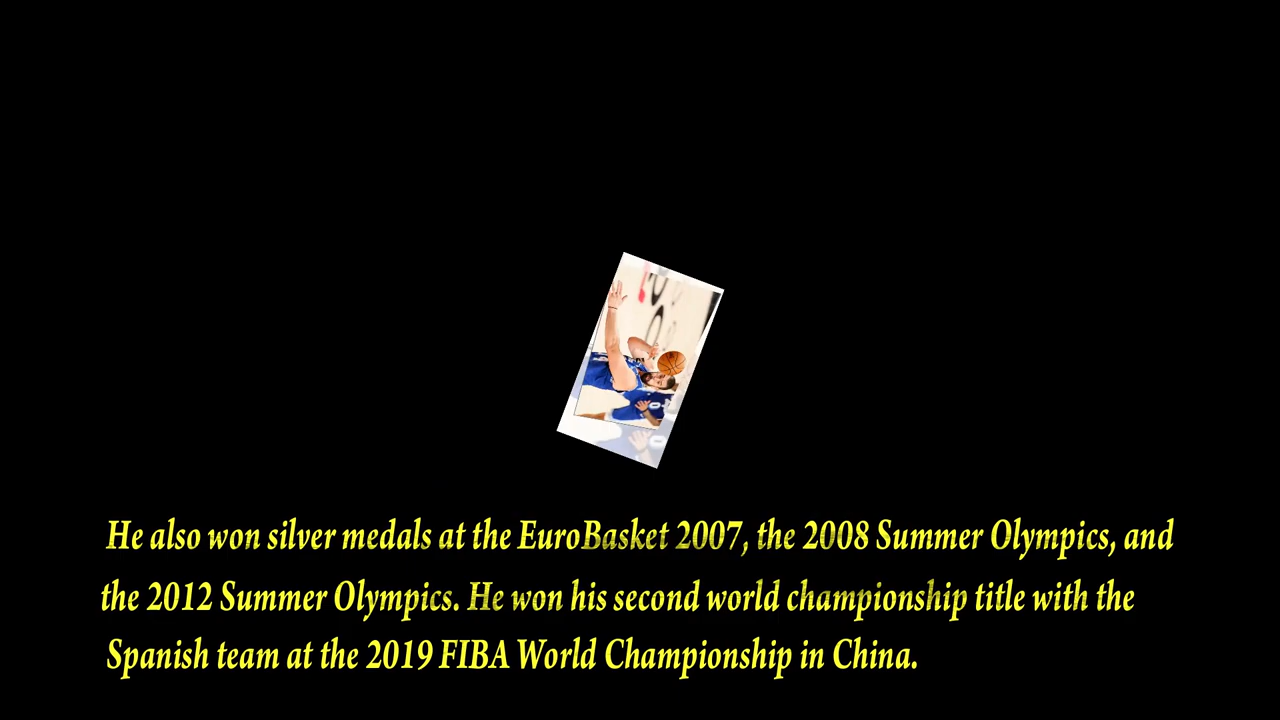 He also won silver medals at the EuroBasket 2007, the 2008 Summer Olympics, and
the 2012 Summer Olympics. He won his second world championship title with the
Spanish team at the 2019 FIBA World Championship in China.